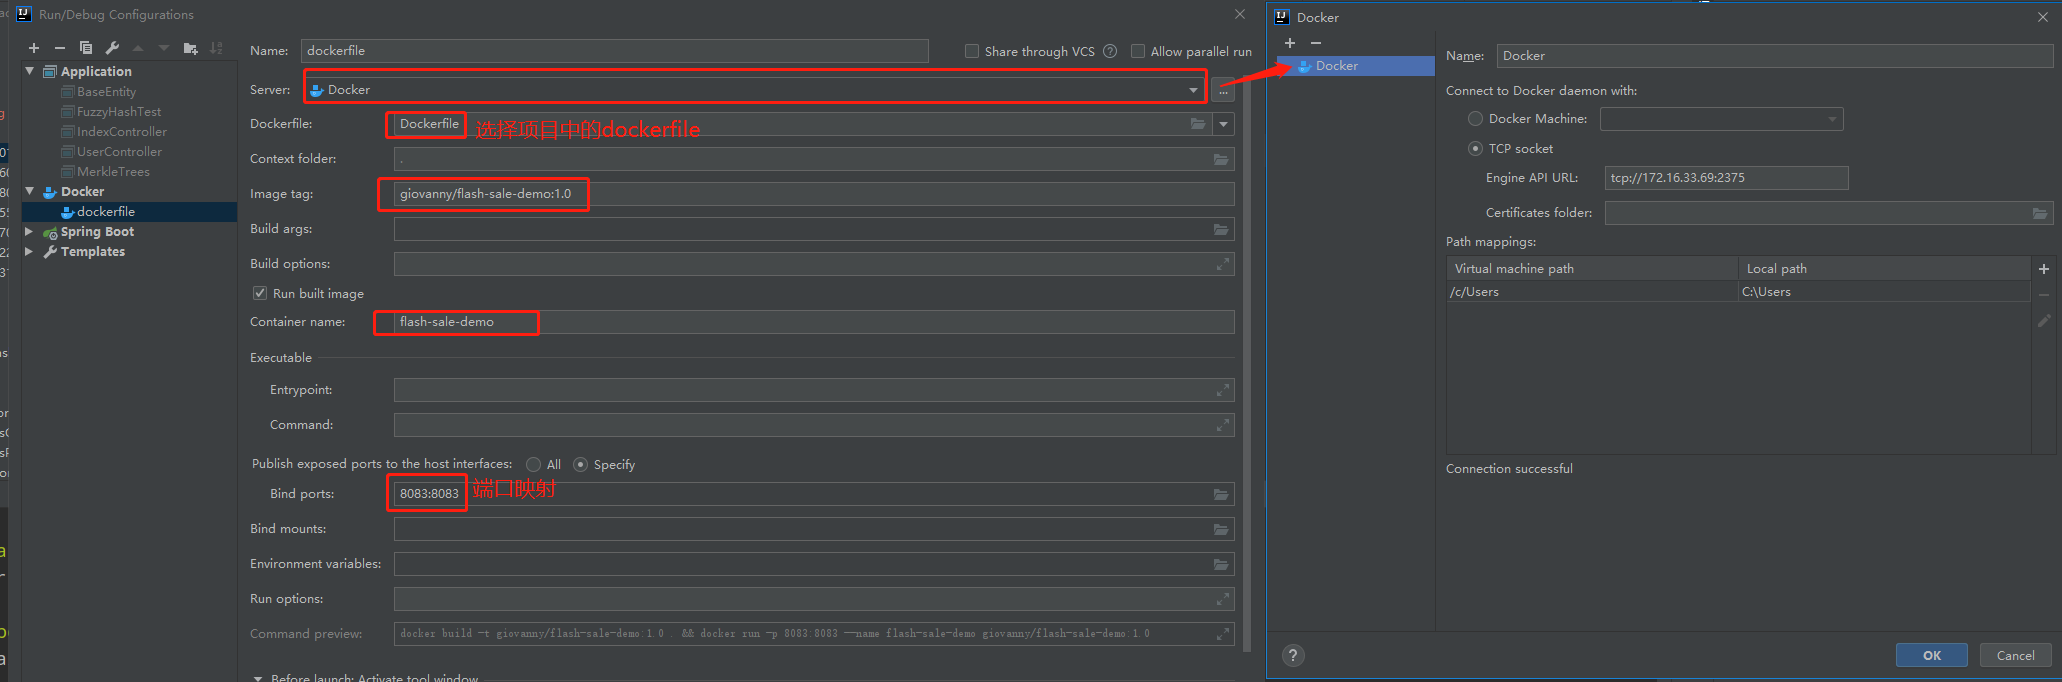 Run/Debug Configurations
Application
BaseEntity
FuzzyHashTest
IndexController
UserController
MerkleTrees
Docker
dockerfile
Spring Boot
Templates
Name: dockerfile
Share through VCS ? Allow parallel run
Server: Docker ...
Dockerfile: Dockerfile 选择项目中的dockerfile
Context folder: .
Image tag: giovanny/flash-sale-demo:1.0
Build args:
Build options:
Run built image
Container name: flash-sale-demo
Executable
Entrypoint:
Command:
Publish exposed ports to the host interfaces: All Specify
Bind ports: 8083:8083 端口映射
Bind mounts:
Environment variables:
Run options:
Command preview: docker build -t giovanny/flash-sale-demo:1.0 . && docker run -p 8083:8083 --name flash-sale-demo giovanny/flash-sale-demo:1.0
Before launch: Activate tool window
Docker
Docker
Name: Docker
Connect to Docker daemon with:
Docker Machine:
TCP socket
Engine API URL: tcp://172.16.33.69:2375
Certificates folder:
Path mappings:
Virtual machine path Local path
/c/Users C:\Users
Connection successful
? OK Cancel